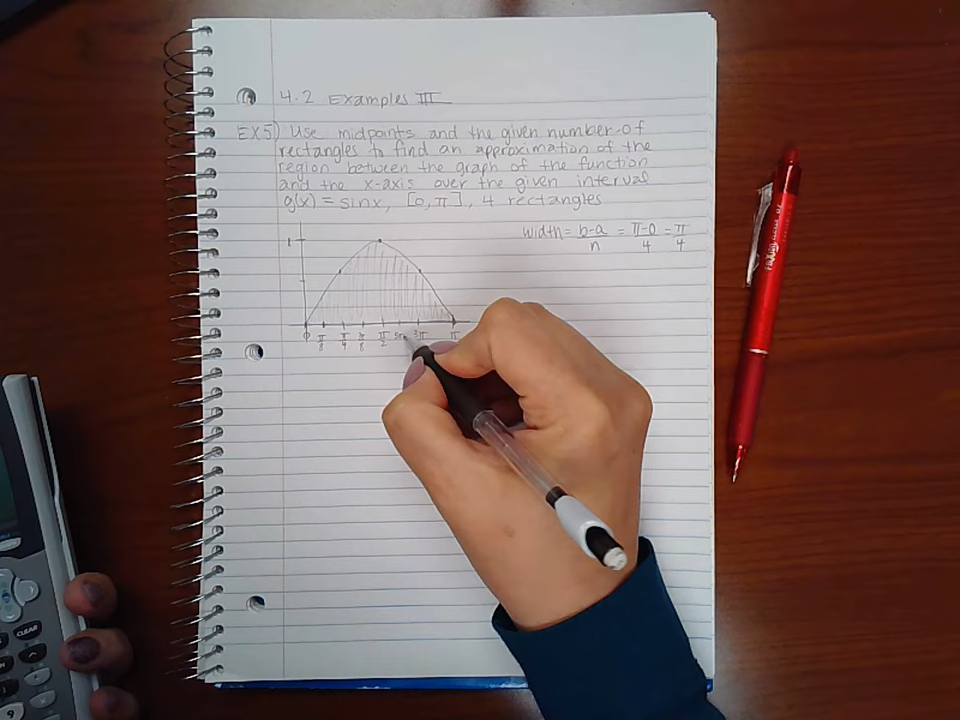 4.2 Examples III
EX5) Use midpoints and the given number of
rectangles to find an approximation of the
region between the graph of the function
and the x-axis over the given interval
g(x) = sinx, [0, π], 4 rectangles
width = b-a/n = π-0/4 = π/4
1
0 π/8 π/4 3π/8 π/2 3π π
CLEAR